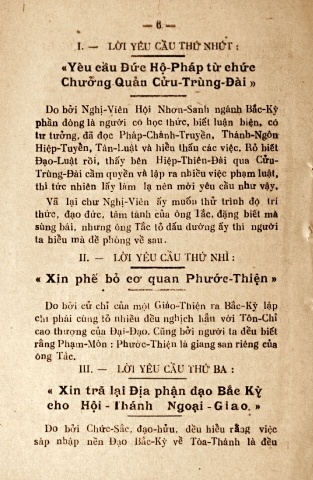 — 6. —
I. — LỜI YÊU CẦU THỨ NHỨT :
«Yêu cầu Đức Hộ-Pháp từ chức
Chưởng Quản Cửu-Trùng-Đài »
Do bởi Nghị-Viên Hội Nhơn-Sanh ngánh Bắc-Kỳ
phần đông là người có học thức, biết luận biện, có
tư tưởng, đã đọc Pháp-Chánh-Truyền, Thánh-Ngôn
Hiệp-Tuyền, Tân-Luật và hiểu thấu các việc. Rỏ biết
Đạo-Luật rồi, thấy bên Hiệp-Thiên-Đài qua Cửu-
Trùng-Đài cầm quyền và lập ra nhiều việc phạm luật,
thì tức nhiên lấy làm lạ nên mới yêu cầu như vậy.
Vã lại chư Nghị-Viên ấy muốn thử trình độ trí
thức, đạo đức, tâm tánh của ông Tắc, đặng biết mà
sùng bái, nhưng ông Tắc tỏ dấu dường ấy thì người
ta hiểu mà dè phòng về sau.
II. — LỜI YÊU CẦU THỨ NHÌ :
« Xin phế bỏ cơ quan Phước-Thiện »
Do bởi cử chỉ của một Giáo-Thiện ra Bắc-Kỳ lập
chi phái cùng tỏ nhiều đều nghịch hẳn với Tôn-Chỉ
cao thượng của Đại-Đạo. Cũng bởi người ta đều biết
rằng Phạm-Môn : Phước-Thiện là giang san riêng của
ông Tắc.
III. — LỜI YÊU CẦU THỨ BA :
« Xin trã lại Địa phận đạo Bắc Kỳ
cho Hội - Thánh Ngoại - Giao. »
Do bởi Chức-Sắc, đạo-hữu, đều hiểu rằng việc
sáp nhập nền Đạo Bắc-Kỳ về Tòa-Thánh là đều